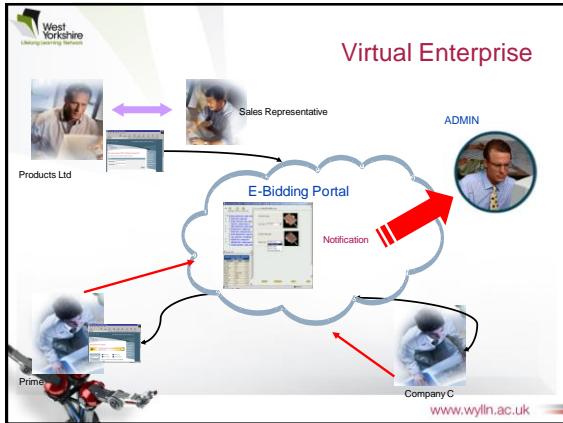 West
Yorkshire
Lifelong Learning Network
Virtual Enterprise
Sales Representative
ADMIN
Products Ltd
E-Bidding Portal
Notification
Prime
Company C
www.wylln.ac.uk